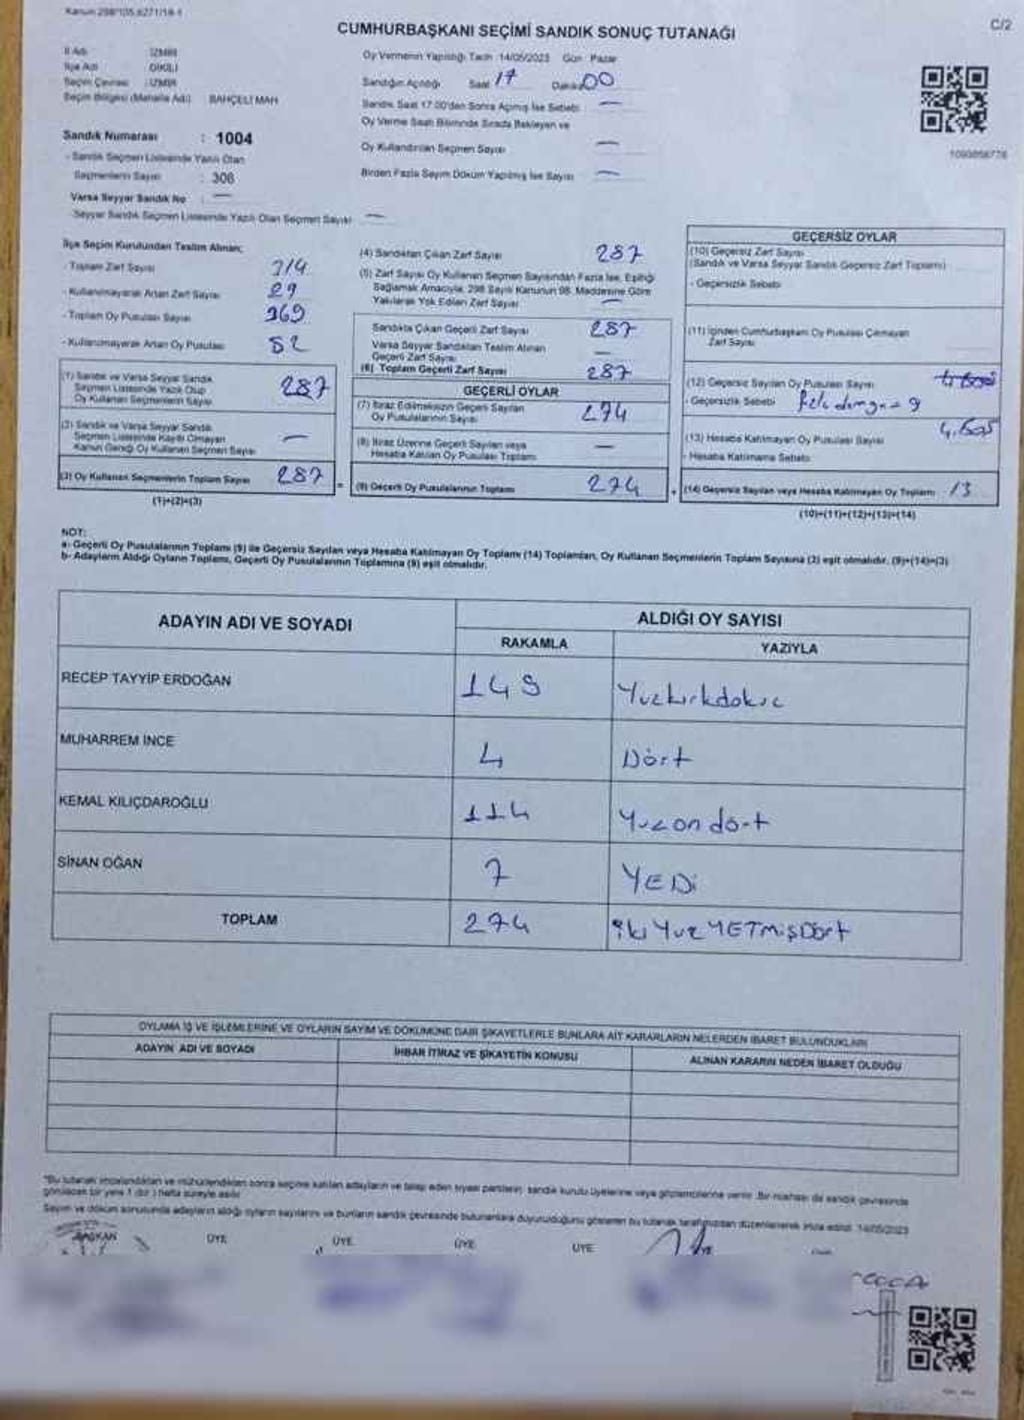 Kanun 298/105, 6271/18-1
C/2
CUMHURBAŞKANI SEÇİMİ SANDIK SONUÇ TUTANAĞI
İl Adı : İZMİR
İlçe Adı : DİKİLİ
Seçim Çevresi : İZMİR
Seçim Bölgesi (Mahalle Adı) BAHÇELİ MAH
Sandık Numarası : 1004
- Sandık Seçmen Listesinde Yazılı Olan
Seçmenlerin Sayısı : 306
Varsa Seyyar Sandık No : —
- Seyyar Sandık Seçmen Listesinde Yazılı Olan Seçmen Sayısı —
Oy Vermenin Yapıldığı Tarih 14/05/2023 Gün : Pazar
Sandığın Açıldığı Saat 17 Dakika 00
Sandık Saat 17.00'den Sonra Açılmış İse Sebebi —
Oy Verme Saati Bitiminde Sırada Bekleyen ve
Oy Kullandırılan Seçmen Sayısı —
Birden Fazla Sayım Döküm Yapılmış İse Sayısı —
1090856778
İlçe Seçim Kurulundan Teslim Alınan;
- Toplam Zarf Sayısı 314
- Kullanılmayarak Artan Zarf Sayısı 29
- Toplam Oy Pusulası Sayısı 369
- Kullanılmayarak Artan Oy Pusulası 82
(1) Sandık ve Varsa Seyyar Sandık
Seçmen Listesinde Yazılı Olup
Oy Kullanan Seçmenlerin Sayısı 287
(2) Sandık ve Varsa Seyyar Sandık
Seçmen Listesinde Kayıtlı Olmayan
Kanun Gereği Oy Kullanan Seçmen Sayısı —
(3) Oy Kullanan Seçmenlerin Toplam Sayısı 287
(1)+(2)=(3)
(4) Sandıktan Çıkan Zarf Sayısı 287
(5) Zarf Sayısı Oy Kullanan Seçmen Sayısından Fazla İse, Eşitliği
Sağlamak Amacıyla, 298 Sayılı Kanunun 98. Maddesine Göre
Yakılarak Yok Edilen Zarf Sayısı —
Sandıkta Çıkan Geçerli Zarf Sayısı 287
Varsa Seyyar Sandıktan Teslim Alınan
Geçerli Zarf Sayısı —
(6) Toplam Geçerli Zarf Sayısı 287
GEÇERLİ OYLAR
(7) İtiraz Edilmeksizin Geçerli Sayılan
Oy Pusulalarının Sayısı 274
(8) İtiraz Üzerine Geçerli Sayılan veya
Hesaba Katılan Oy Pusulası Toplamı —
= (9) Geçerli Oy Pusulalarının Toplamı 274
GEÇERSİZ OYLAR
(10) Geçersiz Zarf Sayısı
(Sandık ve Varsa Seyyar Sandık Geçersiz Zarf Toplamı)
- Geçersizlik Sebebi
(11) İçinden Cumhurbaşkanı Oy Pusulası Çıkmayan
Zarf Sayısı
(12) Geçersiz Sayılan Oy Pusulası Sayısı
- Geçersizlik Sebebi fazla damga = 9
(13) Hesaba Katılmayan Oy Pusulası Sayısı
- Hesaba Katılmama Sebebi
+ (14) Geçersiz Sayılan veya Hesaba Katılmayan Oy Toplamı 13
(10)+(11)+(12)+(13)=(14)
NOT:
a- Geçerli Oy Pusulalarının Toplamı (9) ile Geçersiz Sayılan veya Hesaba Katılmayan Oy Toplamı (14) Toplamları, Oy Kullanan Seçmenlerin Toplam Sayısına (3) eşit olmalıdır. (9)+(14)=(3)
b- Adayların Aldığı Oyların Toplamı, Geçerli Oy Pusulalarının Toplamına (9) eşit olmalıdır.
ADAYIN ADI VE SOYADI
ALDIĞI OY SAYISI
RAKAMLA YAZIYLA
RECEP TAYYİP ERDOĞAN 149 Yuzkırkdokuz
MUHARREM İNCE 4 Dört
KEMAL KILIÇDAROĞLU 114 Yuzondört
SİNAN OĞAN 7 YEDİ
TOPLAM 274 İki Yuz YETMİŞ Dört
OYLAMA İŞ VE İŞLEMLERİNE VE OYLARIN SAYIM VE DÖKÜMÜNE DAİR ŞİKAYETLERLE BUNLARA AİT KARARLARIN NELERDEN İBARET BULUNDUKLARI
ADAYIN ADI VE SOYADI İHBAR İTİRAZ VE ŞİKAYETİN KONUSU ALINAN KARARIN NEDEN İBARET OLDUĞU
*Bu tutanak imzalandıktan ve mühürlendikten sonra seçime katılan adayların ve talep eden siyasi partilerin sandık kurulu üyelerine veya gözlemcilerine verilir. Bir nüshası da sandık çevresinde
görülecek bir yere 1 (bir) hafta süreyle asılır.
Sayım ve döküm sonucunda adayların aldığı oyların sayılarını ve bunların sandık çevresinde bulunanlara duyurulduğunu gösteren bu tutanak tarafımızdan düzenlenerek imza edildi. 14/05/2023
BAŞKAN ÜYE ÜYE ÜYE ÜYE